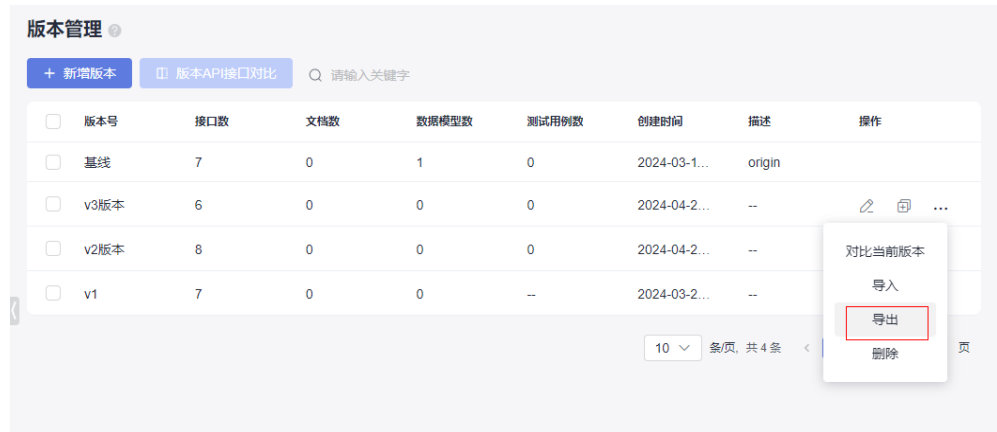 版本管理
+ 新增版本 版本API接口对比 请输入关键字
版本号 接口数 文档数 数据模型数 测试用例数 创建时间 描述 操作
基线 7 0 1 0 2024-03-1... origin
v3版本 6 0 0 0 2024-04-2... -- ...
v2版本 8 0 0 0 2024-04-2... --
对比当前版本
导入
v1 7 0 0 -- 2024-03-2... --
导出
10 条/页, 共 4 条 < 页
删除